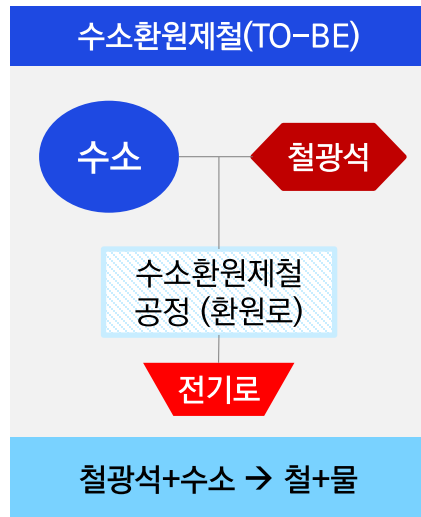 수소환원제철(TO-BE)
수소
철광석
수소환원제철
공정 (환원로)
전기로
철광석+수소 → 철+물